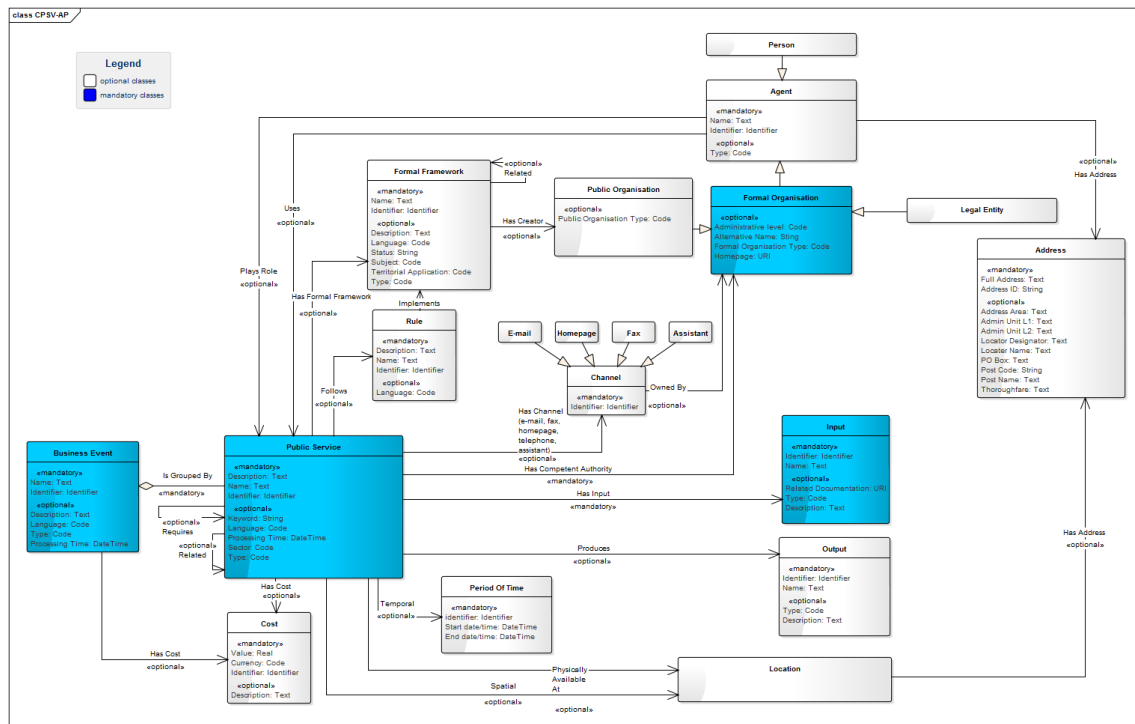 class CPSV-AP
Legend
optional classes
mandatory classes
Person
Agent
«mandatory»
Name: Text
Identifier: Identifier
«optional»
Type: Code
«optional»
Has Address
Formal Framework
«mandatory»
Name: Text
Identifier: Identifier
«optional»
Description: Text
Language: Code
Status: String
Subject: Code
Territorial Application: Code
Type: Code
«optional»
Related
Has Creator
«optional»
Public Organisation
«optional»
Public Organisation Type: Code
Formal Organisation
«optional»
Administrative level: Code
Alternative Name: Sting
Formal Organisation Type: Code
Homepage: URI
Legal Entity
Address
«mandatory»
Full Address: Text
Address ID: String
«optional»
Address Area: Text
Admin Unit L1: Text
Admin Unit L2: Text
Locator Designator: Text
Locater Name: Text
PO Box: Text
Post Code: String
Post Name: Text
Thoroughfare: Text
Uses
«optional»
Plays Role
«optional»
Has Formal Framework
«optional»
Implements
Rule
«mandatory»
Description: Text
Name: Text
Identifier: Identifier
«optional»
Language: Code
Follows
«optional»
E-mail
Homepage
Fax
Assistant
Channel
«mandatory»
Identifier: Identifier
Owned By
«optional»
Has Channel
(e-mail, fax,
homepage,
telephone,
assistant)
«optional»
Has Competent Authority
«mandatory»
Has Input
«mandatory»
Input
«mandatory»
Identifier: Identifier
Name: Text
«optional»
Related Documentation: URI
Type: Code
Description: Text
Business Event
«mandatory»
Name: Text
Identifier: Identifier
«optional»
Description: Text
Language: Code
Type: Code
Processing Time: DateTime
Is Grouped By
«mandatory»
«optional»
Requires
«optional»
Related
Public Service
«mandatory»
Description: Text
Name: Text
Identifier: Identifier
«optional»
Keyword: String
Language: Code
Processing Time: DateTime
Sector: Code
Type: Code
Produces
«optional»
Output
«mandatory»
Identifier: Identifier
Name: Text
«optional»
Type: Code
Description: Text
Has Address
«optional»
Has Cost
«optional»
Cost
«mandatory»
Value: Real
Currency: Code
Identifier: Identifier
«optional»
Description: Text
Has Cost
«optional»
Temporal
«optional»
Period Of Time
«mandatory»
identifier: Identifier
Start date/time: DateTime
End date/time: DateTime
Physically
Available
At
«optional»
Spatial
«optional»
Location